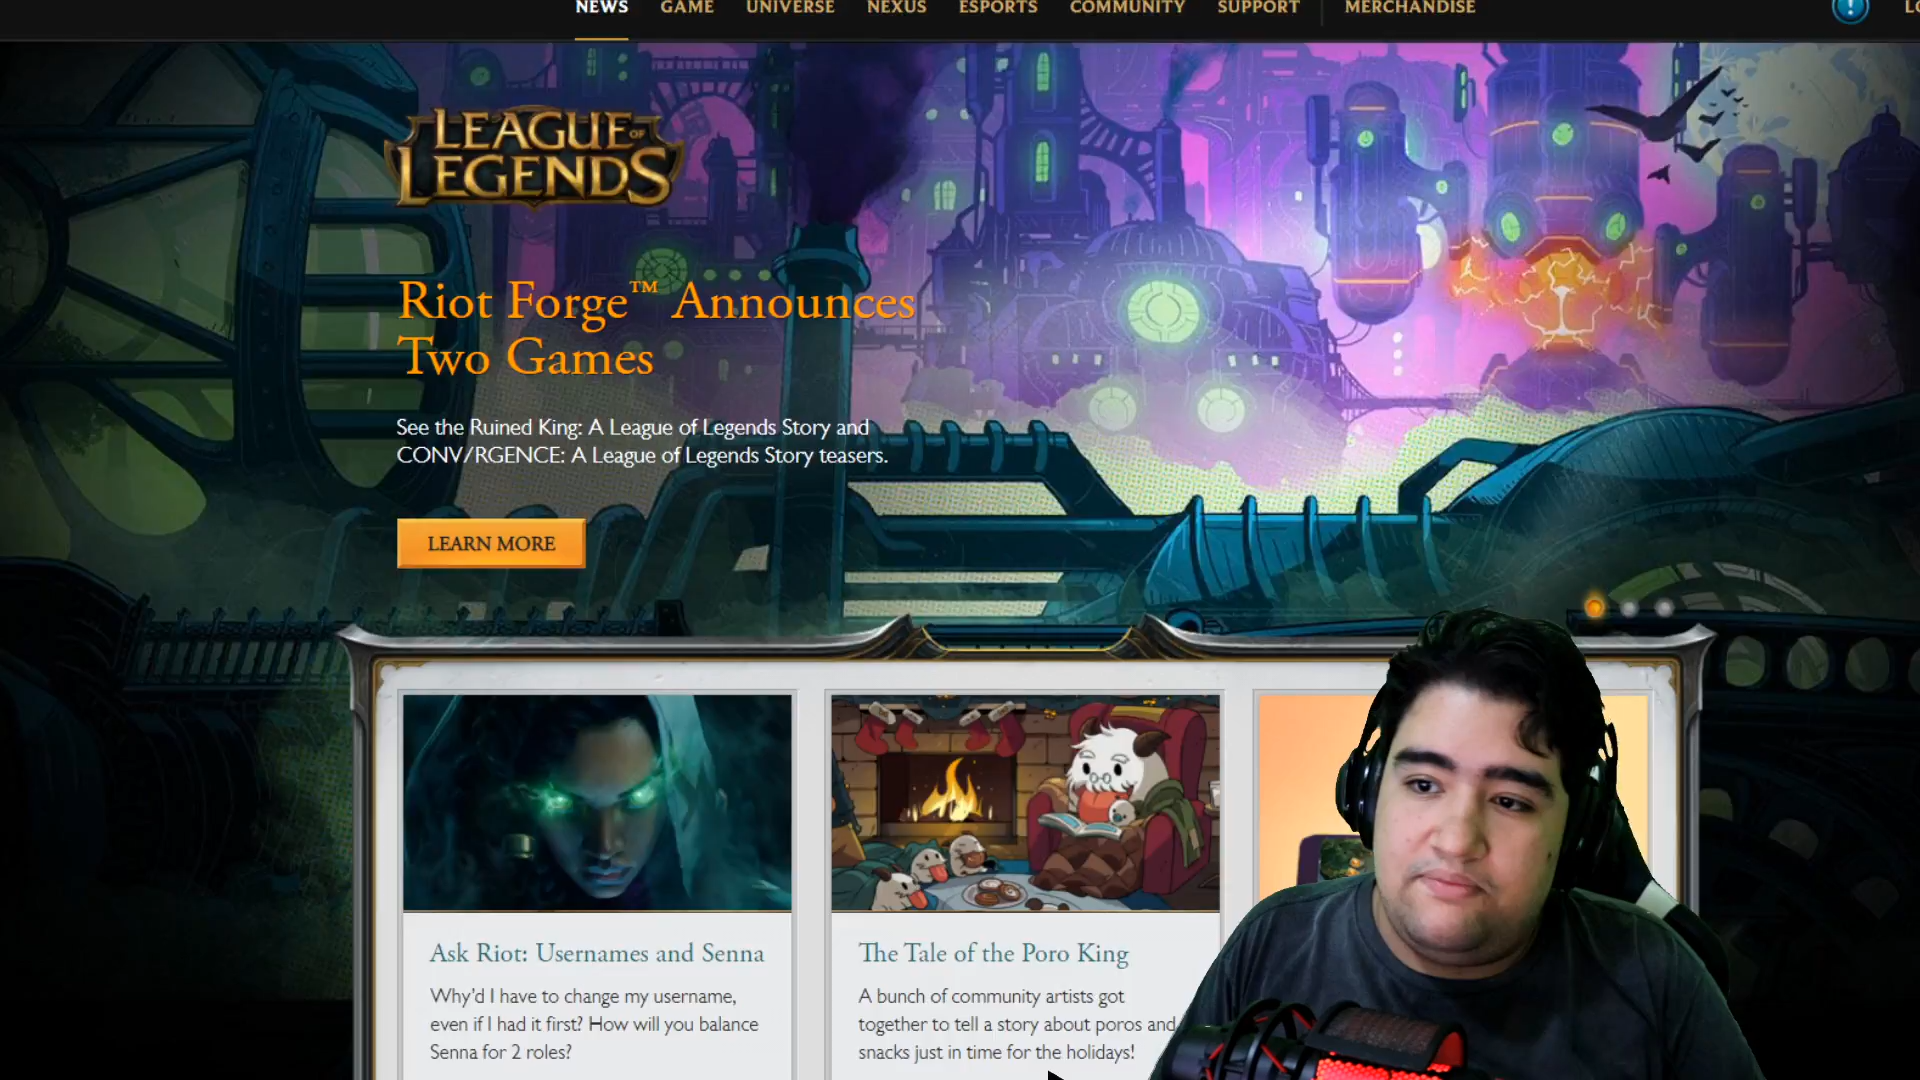 NEWS GAME UNIVERSE NEXUS ESPORTS COMMUNITY SUPPORT MERCHANDISE
LEAGUE OF
LEGENDS
Riot Forge™ Announces
Two Games
See the Ruined King: A League of Legends Story and
CONV/RGENCE: A League of Legends Story teasers.
LEARN MORE
Ask Riot: Usernames and Senna
Why'd I have to change my username,
even if I had it first? How will you balance
Senna for 2 roles?
The Tale of the Poro King
A bunch of community artists got
together to tell a story about poros and
snacks just in time for the holidays!